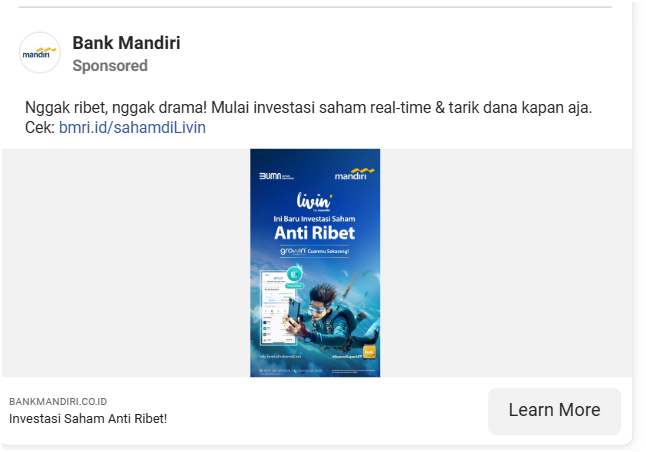 mandiri
Bank Mandiri
Sponsored
Nggak ribet, nggak drama! Mulai investasi saham real-time & tarik dana kapan aja.
Cek: bmri.id/sahamdiLivin
BUMN
mandiri
livin'
by mandiri
Ini Baru Investasi Saham
Anti Ribet
growin' Cuanmu Sekarang!
BANKMANDIRI.CO.ID
Investasi Saham Anti Ribet!
Learn More